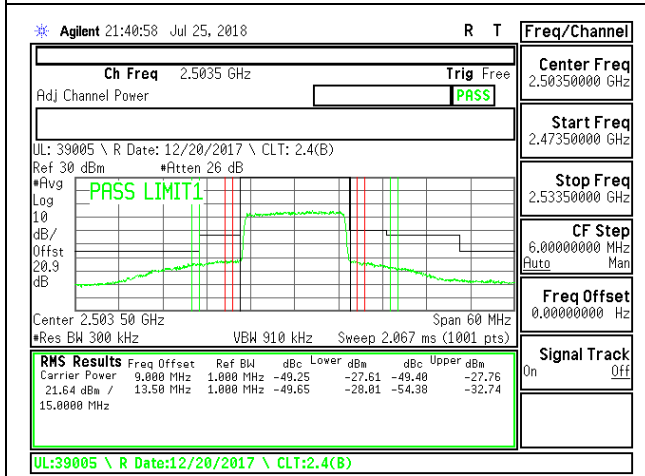 Agilent 21:40:58 Jul 25, 2018 R T
Freq/Channel
Ch Freq 2.5035 GHz Trig Free
Adj Channel Power PASS
UL: 39005 \ R Date: 12/20/2017 \ CLT: 2.4(B)
Ref 30 dBm #Atten 26 dB
#Avg
Log
10
dB/
Offst
20.9
dB
PASS LIMIT1
Center 2.503 50 GHz Span 60 MHz
#Res BW 300 kHz VBW 910 kHz Sweep 2.067 ms (1001 pts)
RMS Results Freq Offset Ref BW dBc Lower dBm dBc Upper dBm
Carrier Power 9.000 MHz 1.000 MHz -49.25 -27.61 -49.40 -27.76
21.64 dBm / 13.50 MHz 1.000 MHz -49.65 -28.01 -54.38 -32.74
15.0000 MHz
UL:39005 \ R Date:12/20/2017 \ CLT:2.4(B)
Center Freq
2.50350000 GHz
Start Freq
2.47350000 GHz
Stop Freq
2.53350000 GHz
CF Step
6.00000000 MHz
Auto Man
Freq Offset
0.00000000 Hz
Signal Track
On Off